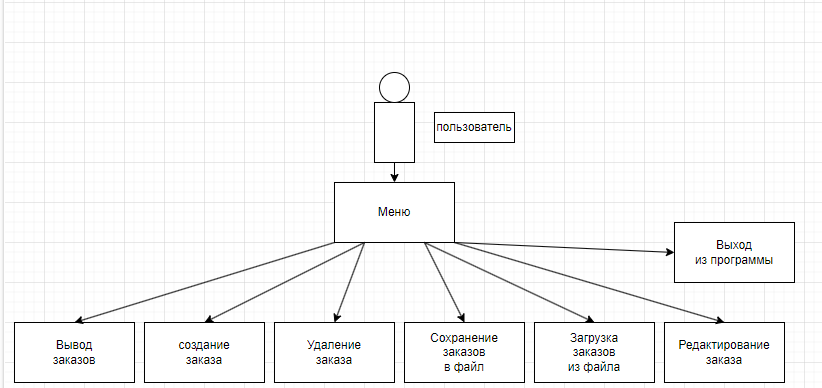 пользователь
Меню
Выход
из программы
Вывод
заказов
создание
заказа
Удаление
заказа
Сохранение
заказов
в файл
Загрузка
заказов
из файла
Редактирование
заказа